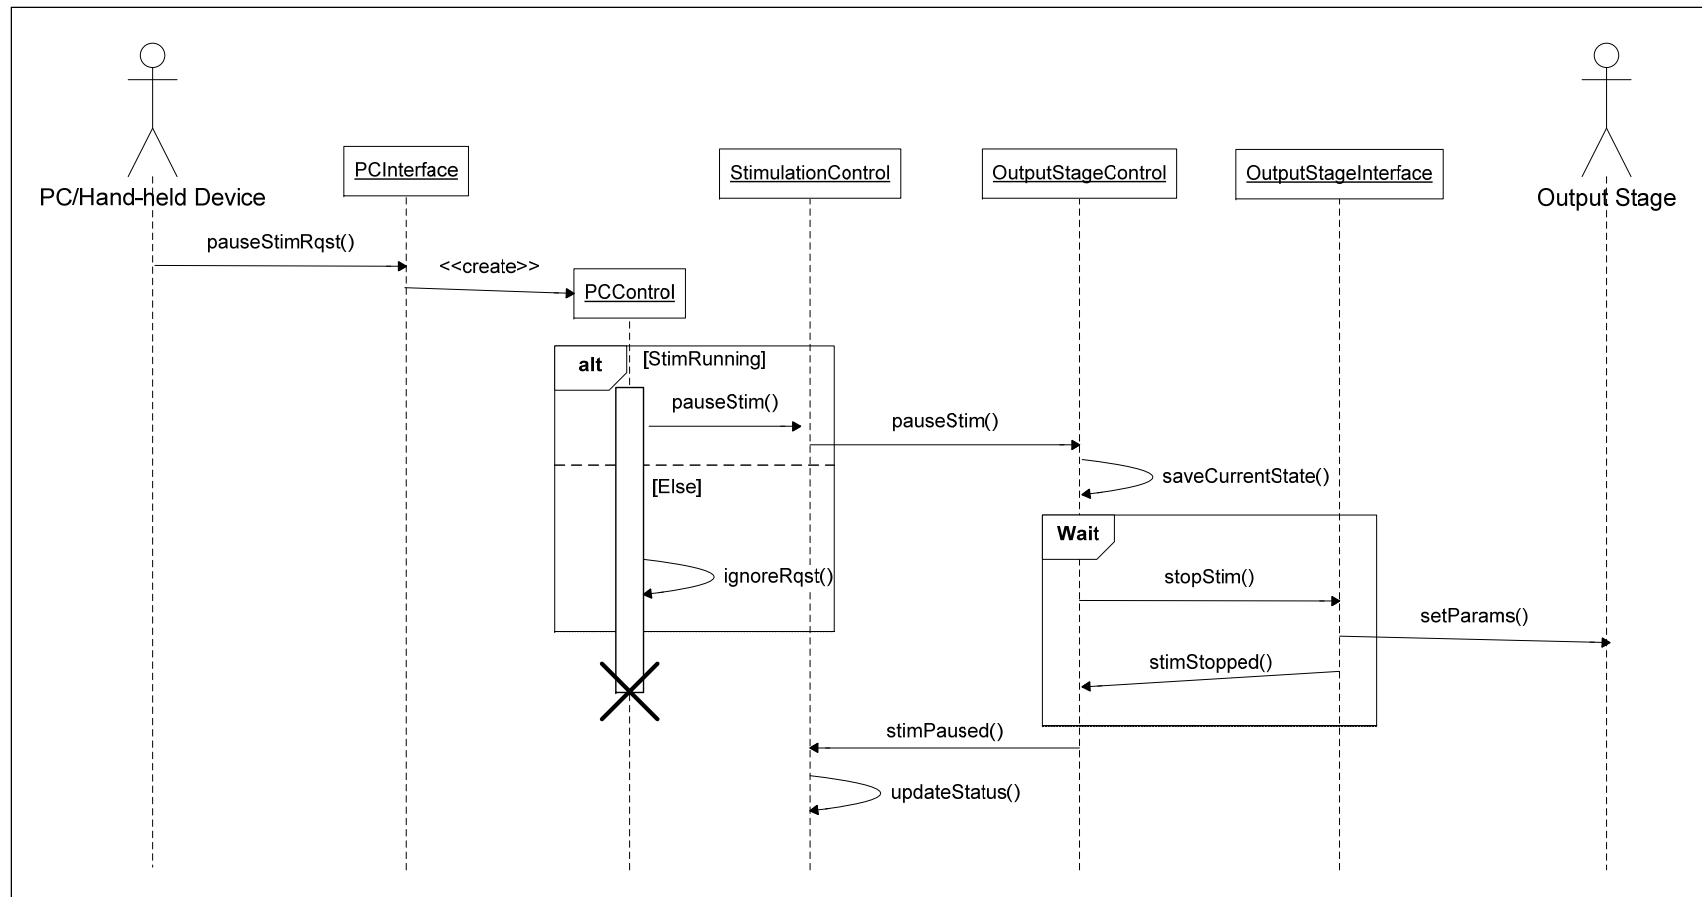 PC/Hand-held Device
PCInterface
StimulationControl
OutputStageControl
OutputStageInterface
Output Stage
pauseStimRqst()
<<create>>
PCControl
alt
[StimRunning]
pauseStim()
pauseStim()
saveCurrentState()
[Else]
Wait
ignoreRqst()
stopStim()
setParams()
stimStopped()
stimPaused()
updateStatus()